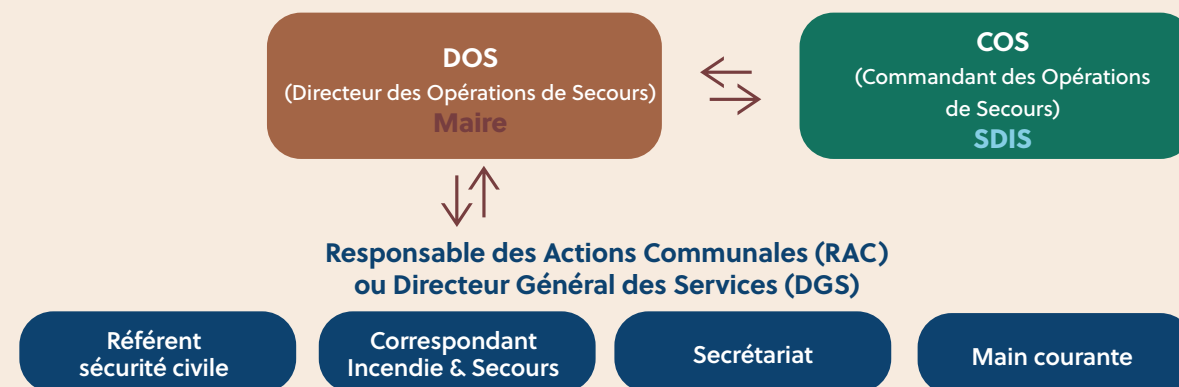 DOS
(Directeur des Opérations de Secours)
Maire
COS
(Commandant des Opérations
de Secours)
SDIS
Responsable des Actions Communales (RAC)
ou Directeur Général des Services (DGS)
Référent
sécurité civile
Correspondant
Incendie & Secours
Secrétariat
Main courante